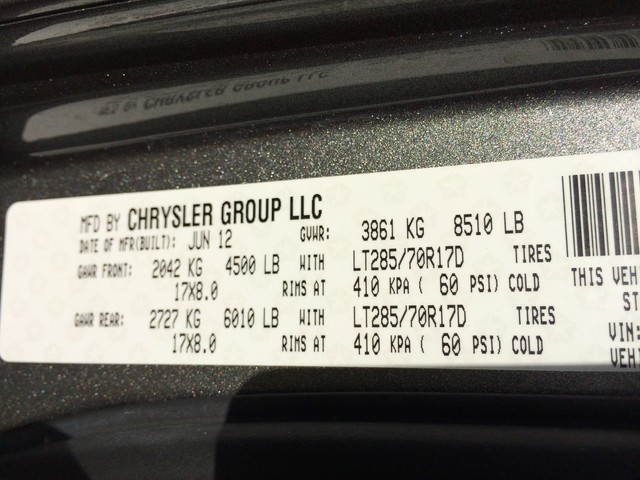 MFD BY CHRYSLER GROUP LLC
DATE OF MFR(BUILT): JUN 12 GVWR: 3861 KG 8510 LB
GAWR FRONT: 2042 KG 4500 LB WITH LT285/70R17D TIRES
17X8.0 RIMS AT 410 KPA ( 60 PSI) COLD
GAWR REAR: 2727 KG 6010 LB WITH LT285/70R17D TIRES
17X8.0 RIMS AT 410 KPA ( 60 PSI) COLD
THIS VEH
ST
VIN:
VEH